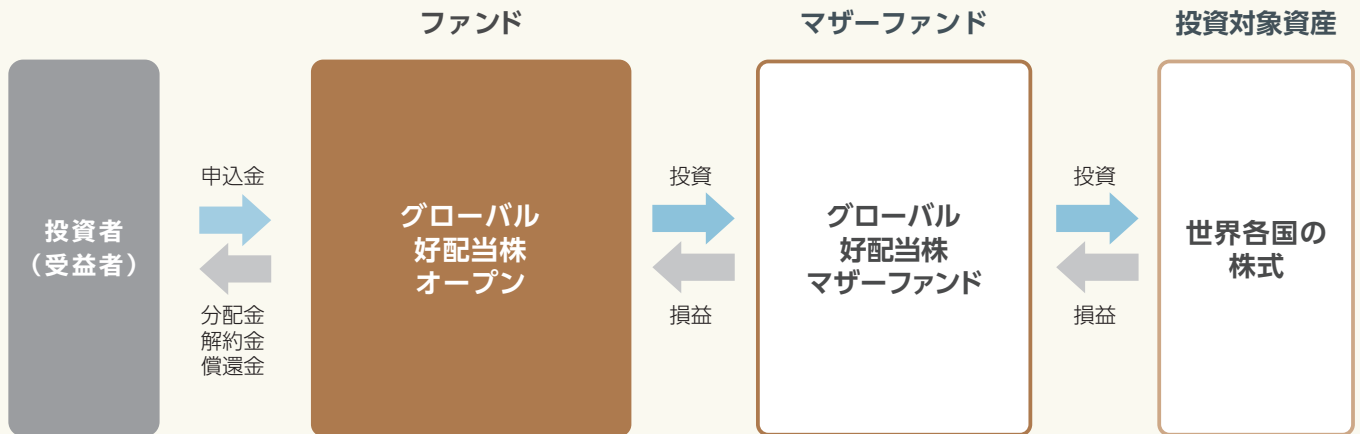 ファンド
マザーファンド
投資対象資産
投資者
（受益者）
申込金
分配金
解約金
償還金
グローバル
好配当株
オープン
投資
損益
グローバル
好配当株
マザーファンド
投資
損益
世界各国の
株式